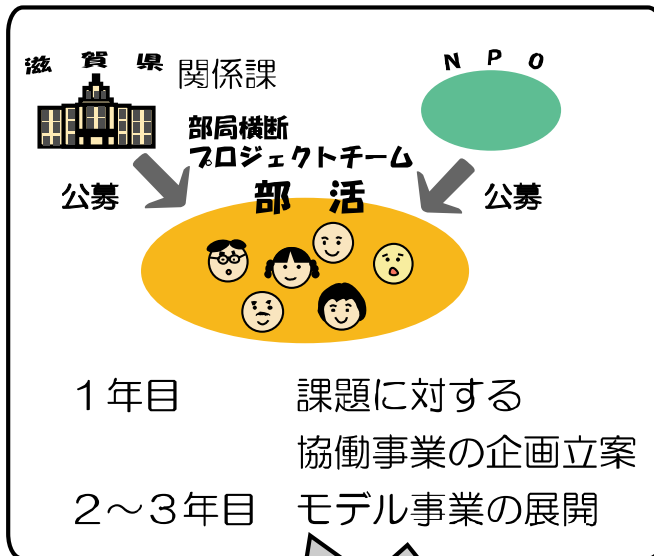 滋賀県 関係課
NPO
部局横断
プロジェクトチーム
公募
部活
公募
1年目 課題に対する
協働事業の企画立案
2～3年目 モデル事業の展開